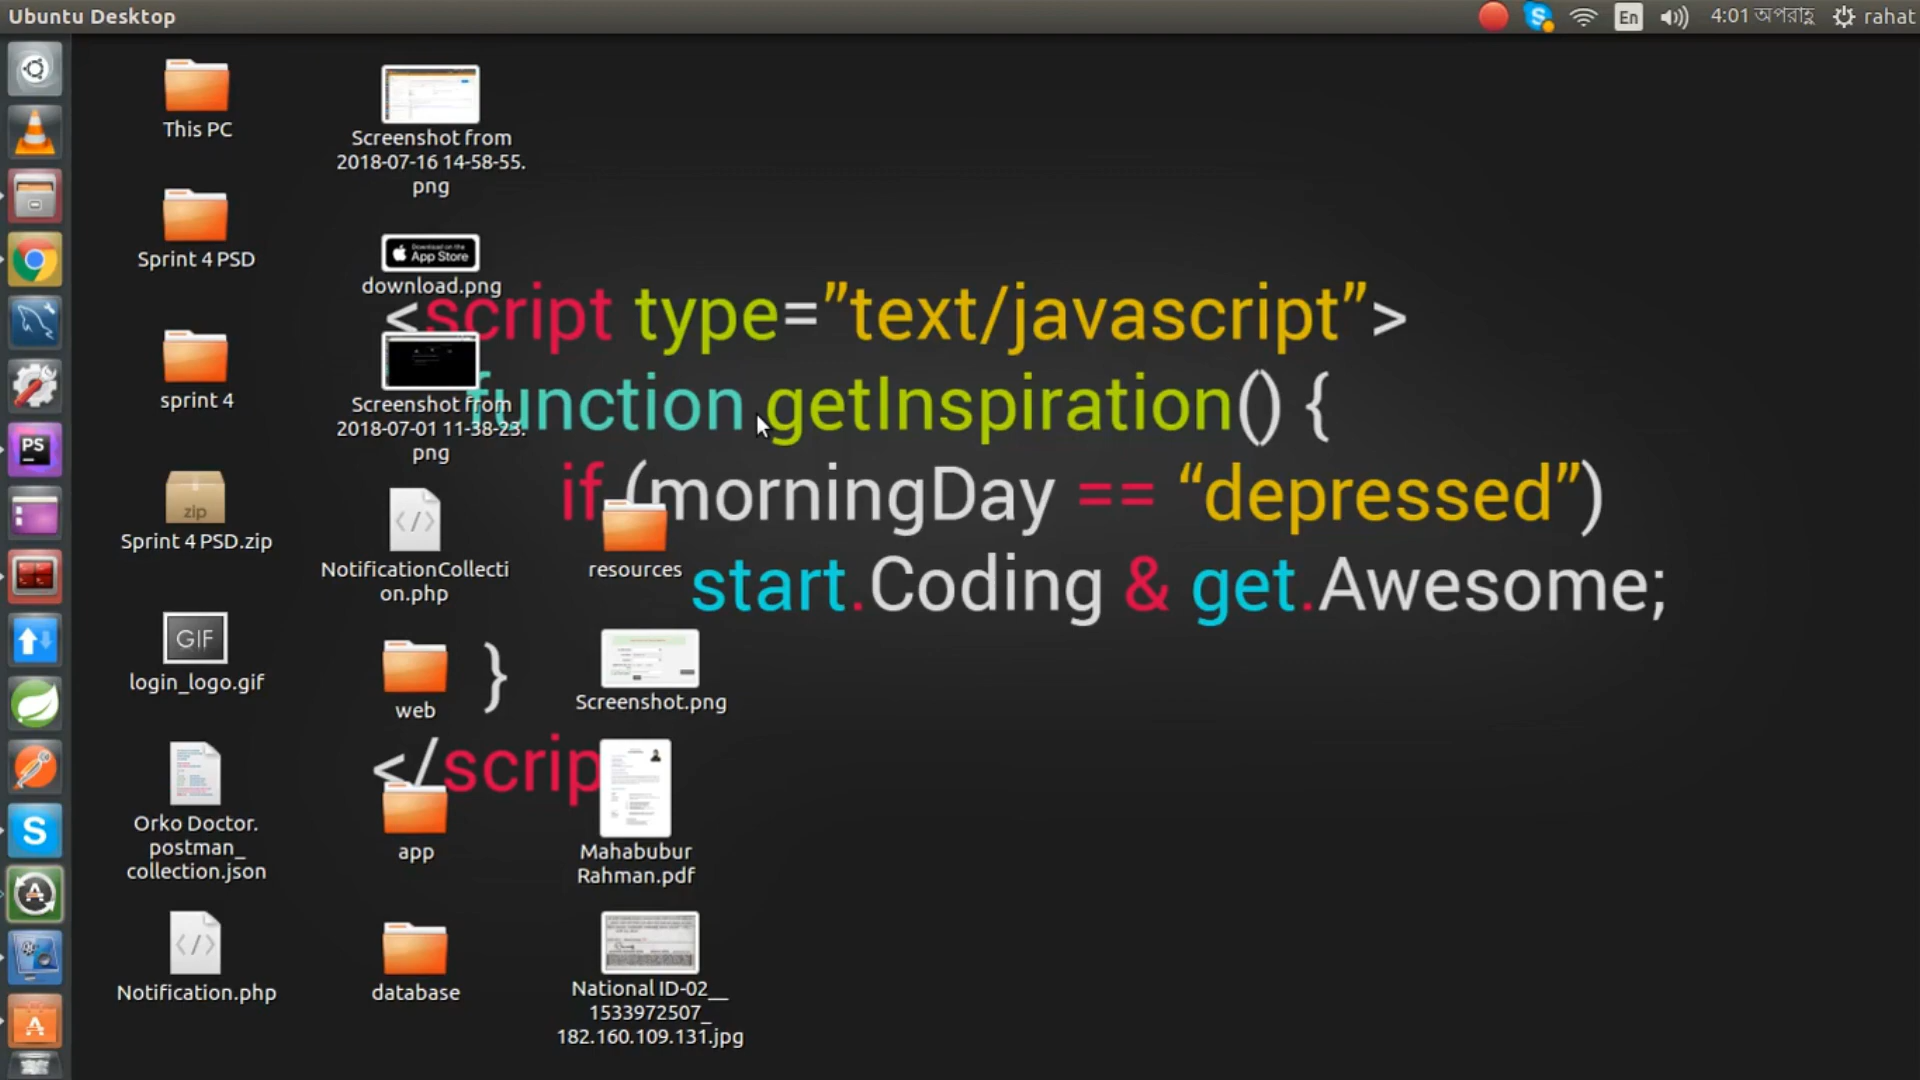 Ubuntu Desktop
En
4:01 অপরাহ্ণ
rahat
This PC
Sprint 4 PSD
sprint 4
zip
Sprint 4 PSD.zip
GIF
login_logo.gif
Orko Doctor.
postman_
collection.json
</>
Notification.php
Screenshot from
2018-07-16 14-58-55.
png
Download on the
App Store
download.png
Screenshot from
2018-07-01 11-38-23.
png
</>
NotificationCollecti
on.php
web
app
database
resources
Screenshot.png
Mahabubur
Rahman.pdf
National ID-02__
1533972507_
182.160.109.131.jpg
<script type=”text/javascript”>
function getInspiration() {
if (morningDay == “depressed”)
start.Coding & get.Awesome;
}
</scrip
PS
S